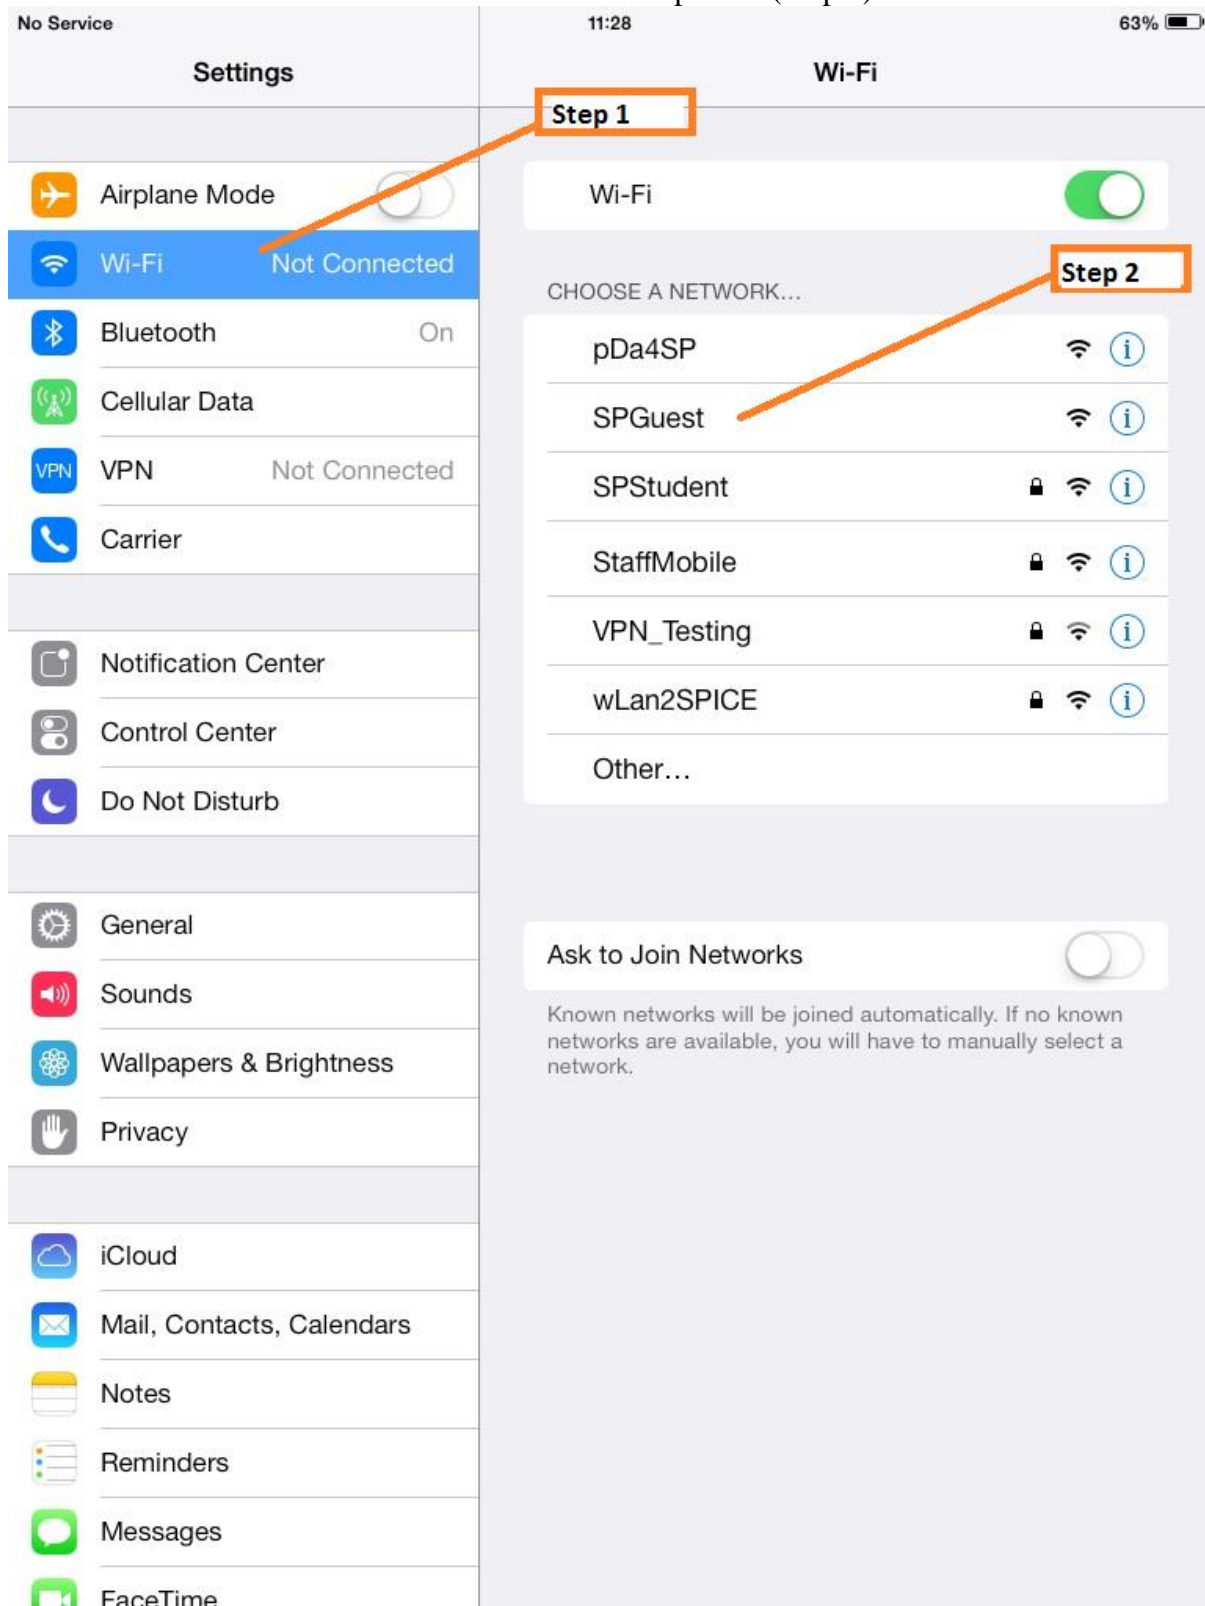 No Service 11:28 63%
Settings
Wi-Fi
Step 1
Airplane Mode
Wi-Fi Not Connected
Bluetooth On
Cellular Data
VPN VPN Not Connected
Carrier
Notification Center
Control Center
Do Not Disturb
General
Sounds
Wallpapers & Brightness
Privacy
iCloud
Mail, Contacts, Calendars
Notes
Reminders
Messages
FaceTime
Wi-Fi
Step 2
CHOOSE A NETWORK...
pDa4SP
SPGuest
SPStudent
StaffMobile
VPN_Testing
wLan2SPICE
Other...
Ask to Join Networks
Known networks will be joined automatically. If no known
networks are available, you will have to manually select a
network.